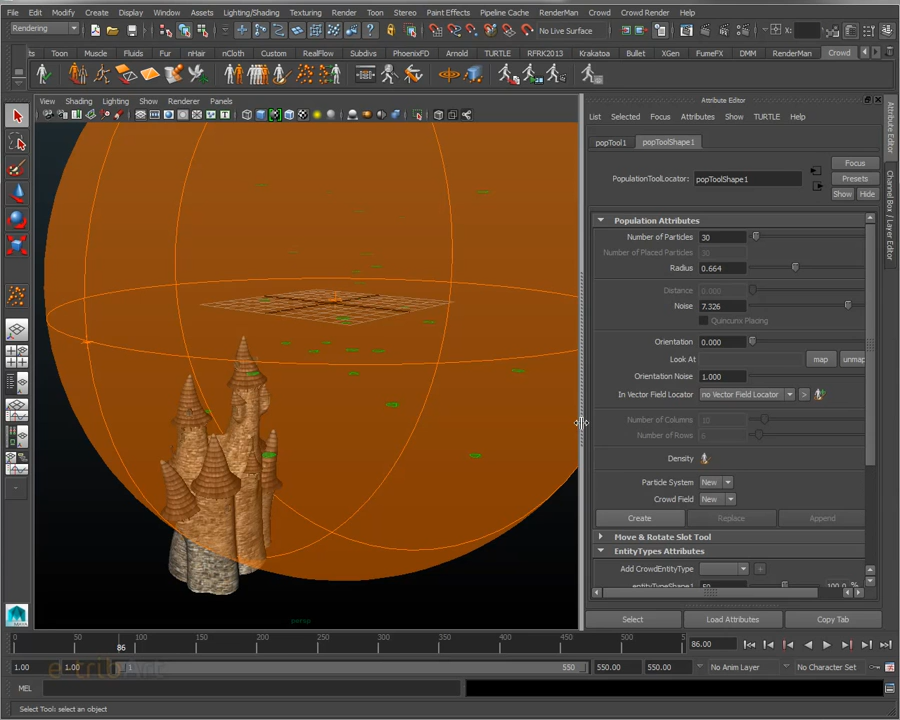 File Edit Modify Create Display Window Assets Lighting/Shading Texturing Render Toon Stereo Paint Effects Pipeline Cache RenderMan Crowd Crowd Render Help
Rendering No Live Surface X:
ts Toon Muscle Fluids Fur nHair nCloth Custom RealFlow Subdivs PhoenixFD Arnold TURTLE RFRK2013 Krakatoa Bullet XGen FumeFX DMM RenderMan Crowd
View Shading Lighting Show Renderer Panels
persp
Attribute Editor
List Selected Focus Attributes Show TURTLE Help
popTool1 popToolShape1
PopulationToolLocator: popToolShape1
Focus
Presets
Show Hide
Population Attributes
Number of Particles 30
Number of Placed Particles 30
Radius 0.664
Distance 0.000
Noise 7.326
Quincunx Placing
Orientation 0.000
Look At map unmap
Orientation Noise 1.000
In Vector Field Locator no Vector Field Locator >
Number of Columns 10
Number of Rows 6
Density
Particle System New
Crowd Field New
Create Replace Append
Move & Rotate Slot Tool
EntityTypes Attributes
Add CrowdEntityType +
entityTypeShape1 50 100.0 %
Select Load Attributes Copy Tab
Attribute Editor
Channel Box / Layer Editor
50 86 100 150 200 250 300 350 400 450 500 5
86.00
1.00 1.00 1 550 550.00 550.00 No Anim Layer No Character Set
MEL
Select Tool: select an object